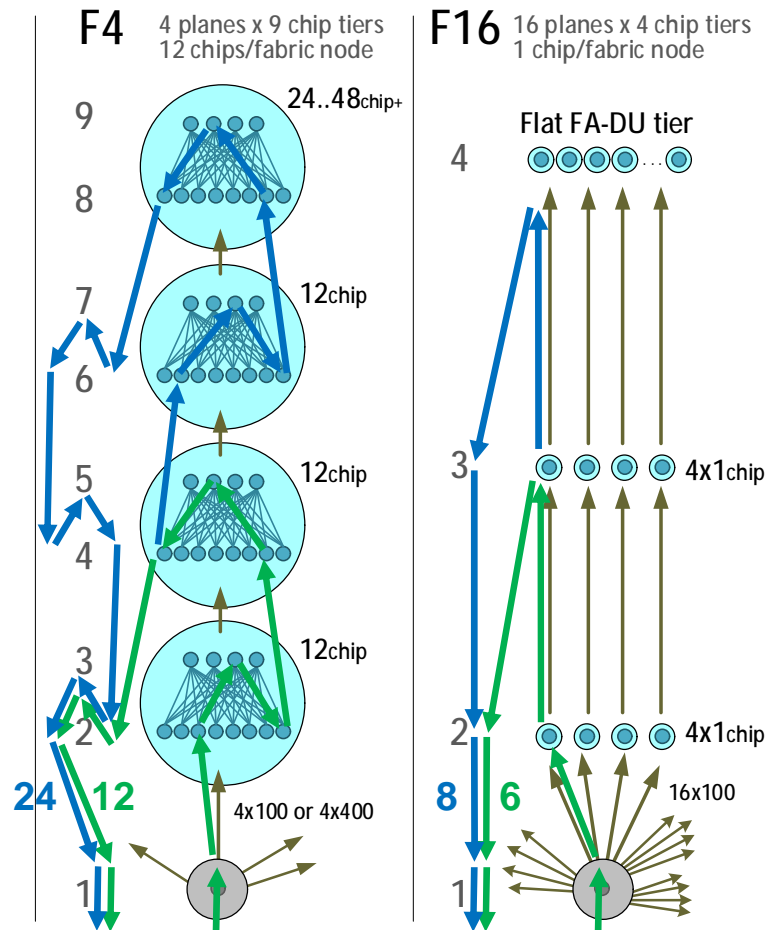 F4
4 planes x 9 chip tiers
12 chips/fabric node
9
24..48chip+
8
7
12chip
6
5
12chip
4
3
12chip
2
24
12
4x100 or 4x400
1
F16
16 planes x 4 chip tiers
1 chip/fabric node
Flat FA-DU tier
4
...
3
4x1chip
2
4x1chip
8
6
16x100
1